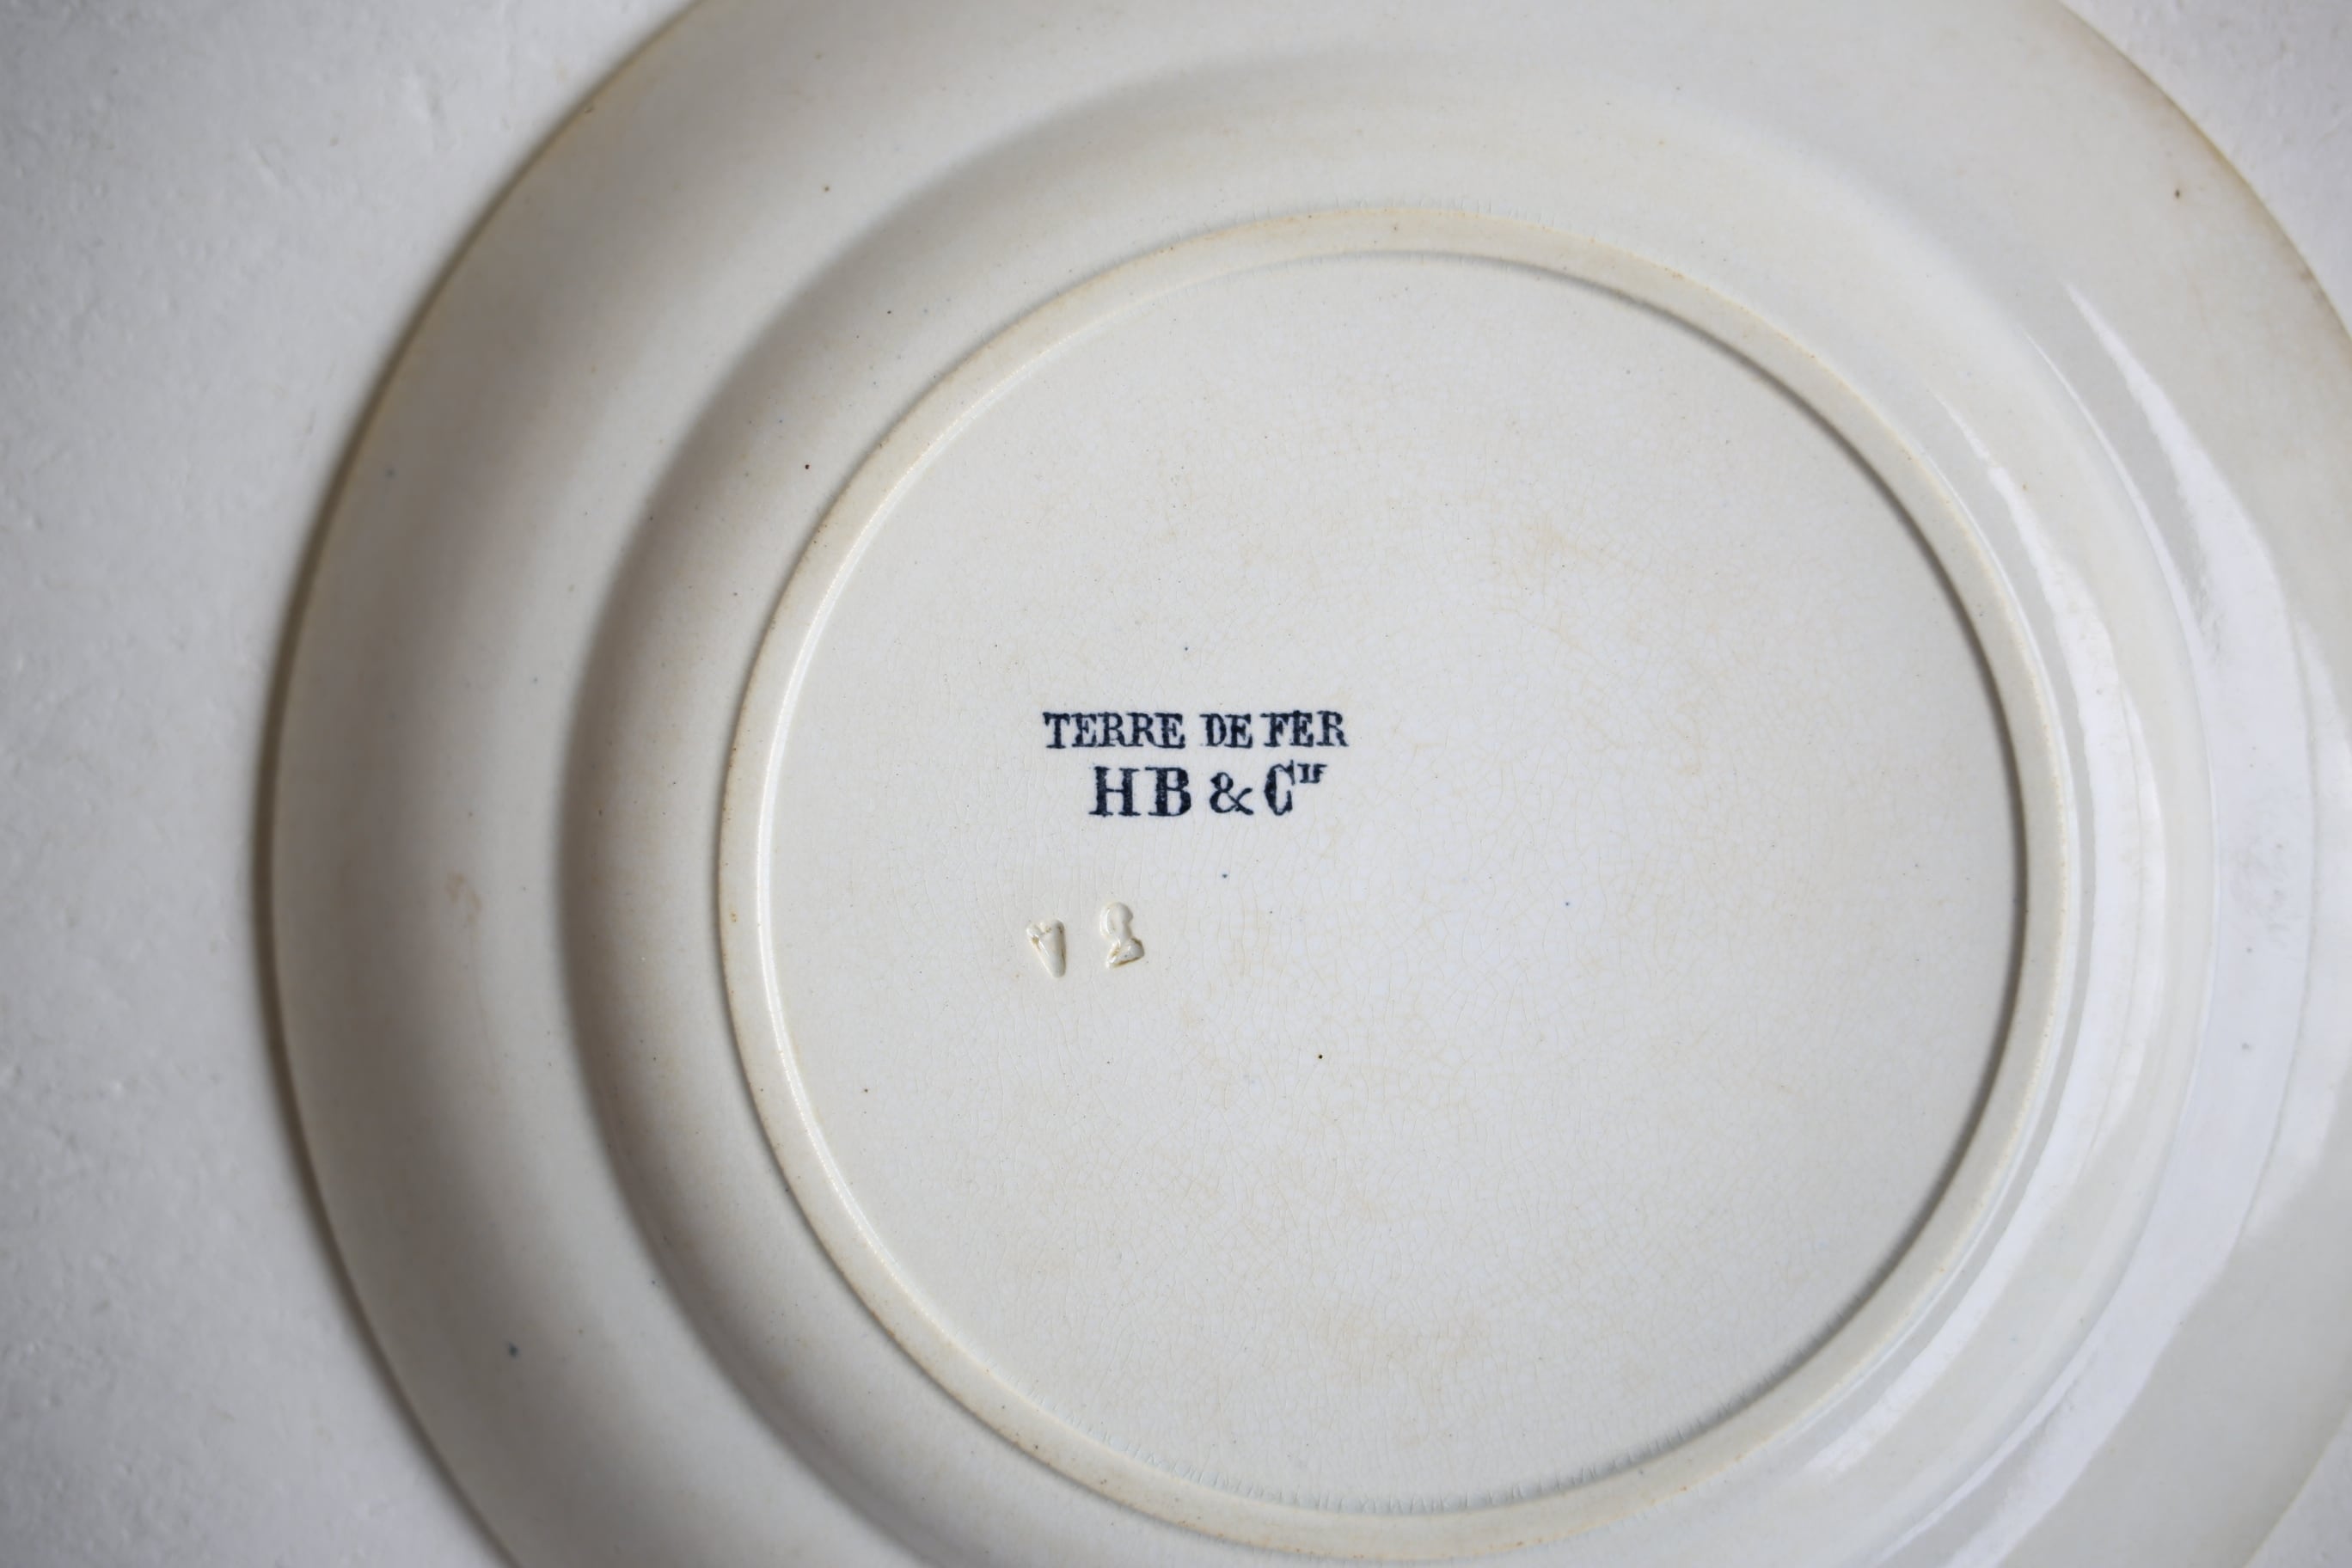 TERRE DE FER
HB & Cie